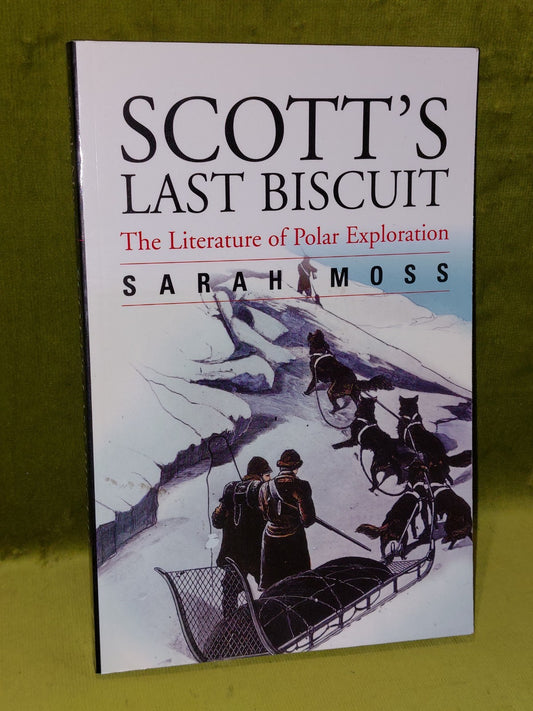 SCOTT'S
LAST BISCUIT
The Literature of Polar Exploration
SARAH MOSS